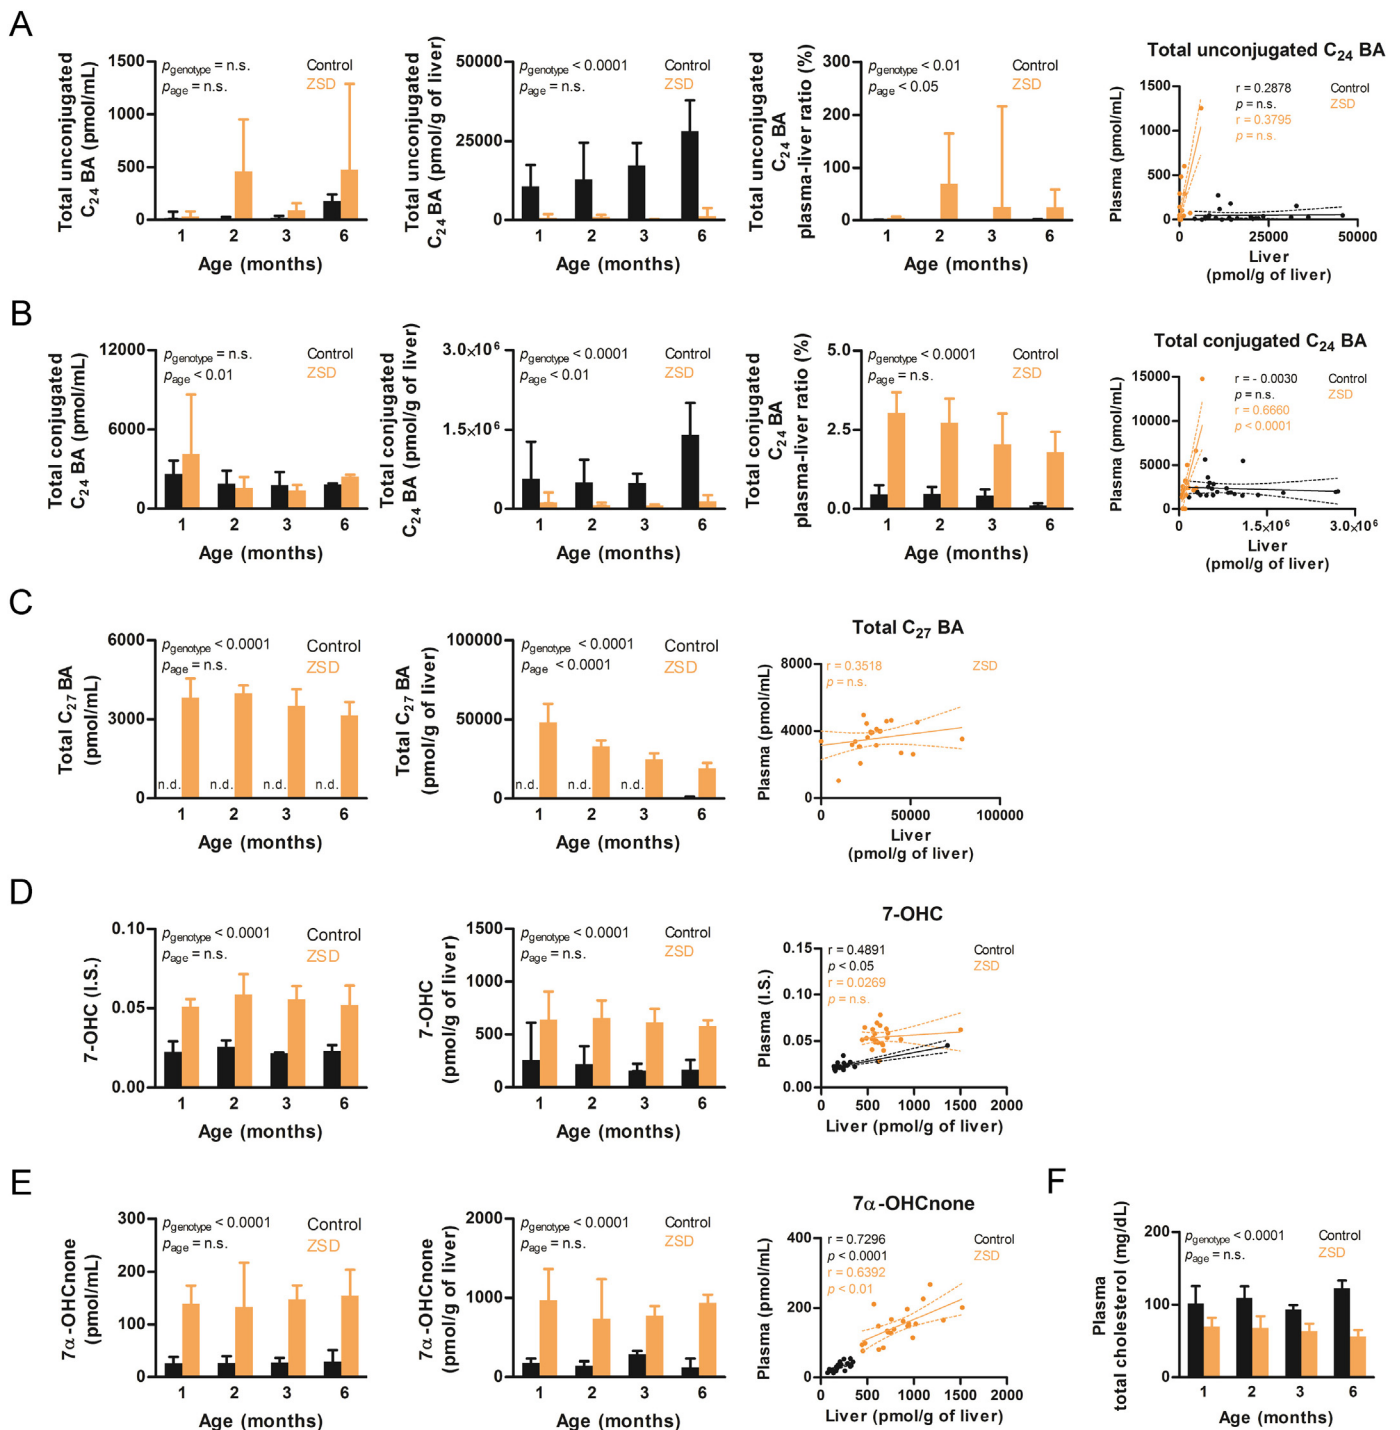 A
Total unconjugated
C24 BA (pmol/mL)
1500
1000
500
0
pgenotype = n.s.
page = n.s.
Control
ZSD
1 2 3 6
Age (months)
Total unconjugated
C24 BA (pmol/g of liver)
50000
25000
0
pgenotype < 0.0001
page = n.s.
Control
ZSD
1 2 3 6
Age (months)
Total unconjugated
C24 BA
plasma-liver ratio (%)
300
200
100
0
pgenotype < 0.01
page < 0.05
Control
ZSD
1 2 3 6
Age (months)
Total unconjugated C24 BA
Plasma (pmol/mL)
1500
1000
500
0
r = 0.2878
p = n.s.
r = 0.3795
p = n.s.
Control
ZSD
0 25000 50000
Liver
(pmol/g of liver)
B
Total conjugated
C24 BA (pmol/mL)
12000
6000
0
pgenotype = n.s.
page < 0.01
Control
ZSD
1 2 3 6
Age (months)
Total conjugated
C24 BA (pmol/g of liver)
3.0×10⁶
1.5×10⁶
0
pgenotype < 0.0001
page < 0.01
Control
ZSD
1 2 3 6
Age (months)
Total conjugated
C24 BA
plasma-liver ratio (%)
5.0
2.5
0.0
pgenotype < 0.0001
page = n.s.
Control
ZSD
1 2 3 6
Age (months)
Total conjugated C24 BA
Plasma (pmol/mL)
15000
10000
5000
0
r = - 0.0030
p = n.s.
r = 0.6660
p < 0.0001
Control
ZSD
0 1.5×10⁶ 3.0×10⁶
Liver
(pmol/g of liver)
C
Total C27 BA
(pmol/mL)
6000
3000
0
pgenotype < 0.0001
page = n.s.
Control
ZSD
n.d. n.d. n.d. n.d.
1 2 3 6
Age (months)
Total C27 BA
(pmol/g of liver)
100000
50000
0
pgenotype < 0.0001
page < 0.0001
Control
ZSD
n.d. n.d. n.d.
1 2 3 6
Age (months)
Total C27 BA
Plasma (pmol/mL)
8000
4000
0
r = 0.3518
p = n.s.
ZSD
0 50000 100000
Liver
(pmol/g of liver)
D
7-OHC (I.S.)
0.10
0.05
0.00
pgenotype < 0.0001
page = n.s.
Control
ZSD
1 2 3 6
Age (months)
7-OHC
(pmol/g of liver)
1500
1000
500
0
pgenotype < 0.0001
page = n.s.
Control
ZSD
1 2 3 6
Age (months)
7-OHC
Plasma (I.S.)
0.15
0.10
0.05
0.00
r = 0.4891
p < 0.05
r = 0.0269
p = n.s.
Control
ZSD
0 500 1000 1500 2000
Liver (pmol/g of liver)
E
7α-OHCnone
(pmol/mL)
300
200
100
0
pgenotype < 0.0001
page = n.s.
Control
ZSD
1 2 3 6
Age (months)
7α-OHCnone
(pmol/g of liver)
2000
1000
0
pgenotype < 0.0001
page = n.s.
Control
ZSD
1 2 3 6
Age (months)
7α-OHCnone
Plasma (pmol/mL)
400
200
0
r = 0.7296
p < 0.0001
r = 0.6392
p < 0.01
Control
ZSD
0 500 1000 1500 2000
Liver (pmol/g of liver)
F
Plasma
total cholesterol (mg/dL)
200
100
0
pgenotype < 0.0001
page = n.s.
Control
ZSD
1 2 3 6
Age (months)